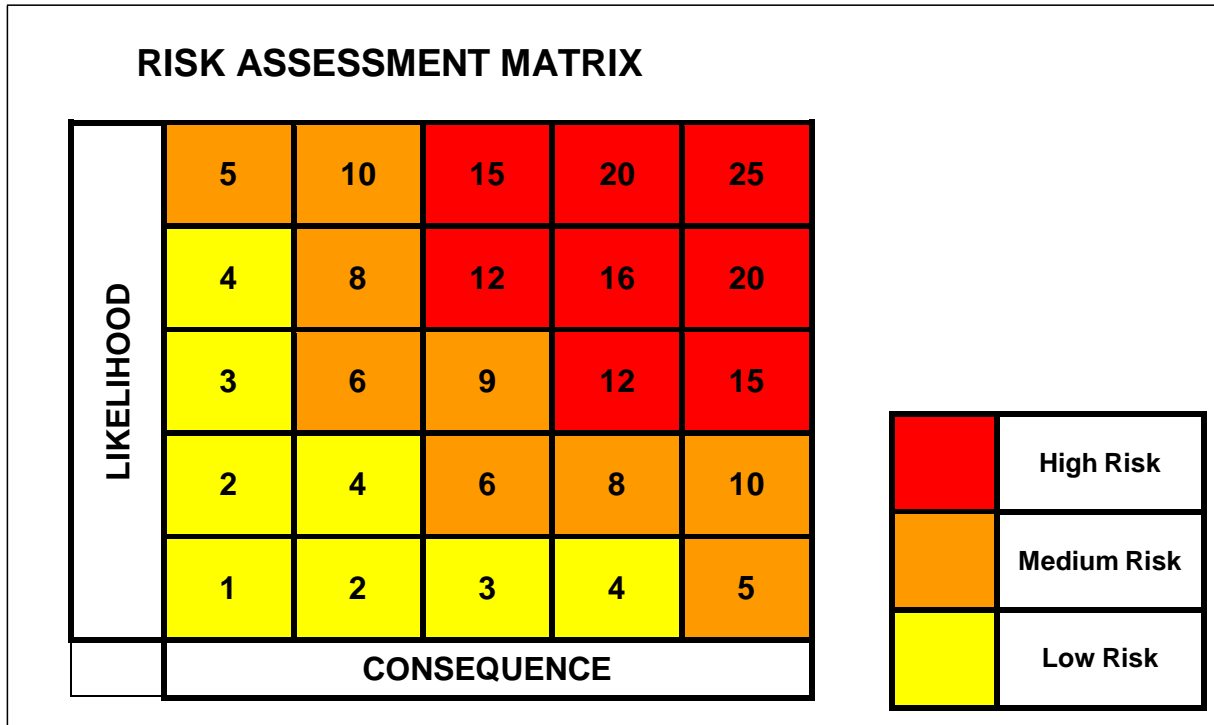 RISK ASSESSMENT MATRIX
LIKELIHOOD
5 10 15 20 25
4 8 12 16 20
3 6 9 12 15
2 4 6 8 10
1 2 3 4 5
CONSEQUENCE
High Risk
Medium Risk
Low Risk